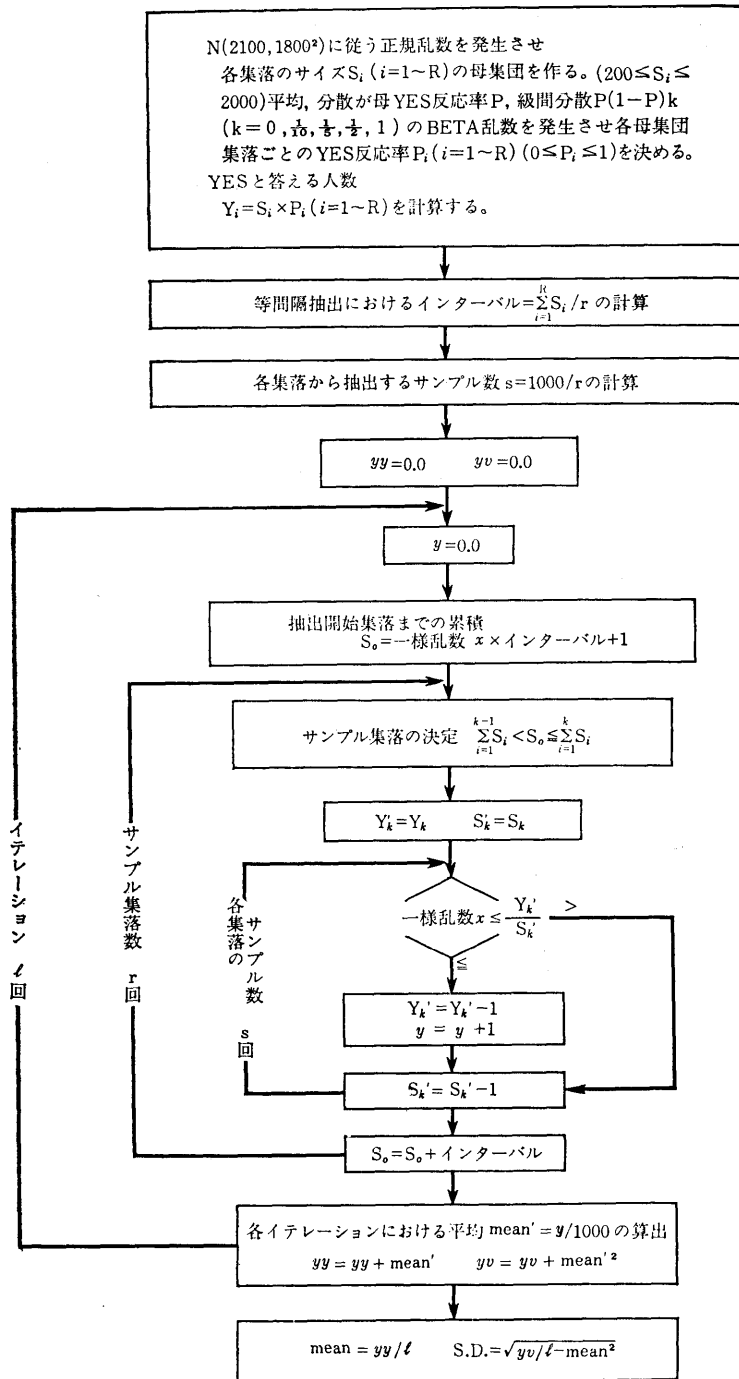 N(2100,1800²)に従う正規乱数を発生させ
各集落のサイズSᵢ(i=1~R)の母集団を作る。(200≤Sᵢ≤
2000)平均,分散が母YES反応率P,級間分散P(1-P)k
(k=0,1/10,1/5,1/2,1)のBETA乱数を発生させ各母集団
集落ごとのYES反応率Pᵢ(i=1~R)(0≤Pᵢ≤1)を決める。
YESと答える人数
Yᵢ=Sᵢ×Pᵢ(i=1~R)を計算する。
等間隔抽出におけるインターバル=∑_{i=1}^{R}Sᵢ/r の計算
各集落から抽出するサンプル数 s=1000/rの計算
yy=0.0 yv=0.0
y=0.0
抽出開始集落までの累積
S₀=一様乱数 x×インターバル+1
サンプル集落の決定 ∑_{i=1}^{k-1}Sᵢ<S₀≦∑_{i=1}^{k}Sᵢ
Y'ₖ=Yₖ S'ₖ=Sₖ
一様乱数x≤Yₖ'/Sₖ' >
≦
Yₖ'=Yₖ'-1
y=y+1
Sₖ'=Sₖ'-1
S₀=S₀+インターバル
各集落の
サンプル数 s回
サンプル集落数 r回
イテレーション ℓ回
各イテレーションにおける平均 mean'=y/1000の算出
yy=yy+mean' yv=yv+mean'²
mean=yy/ℓ S.D.=√(yv/ℓ-mean²)